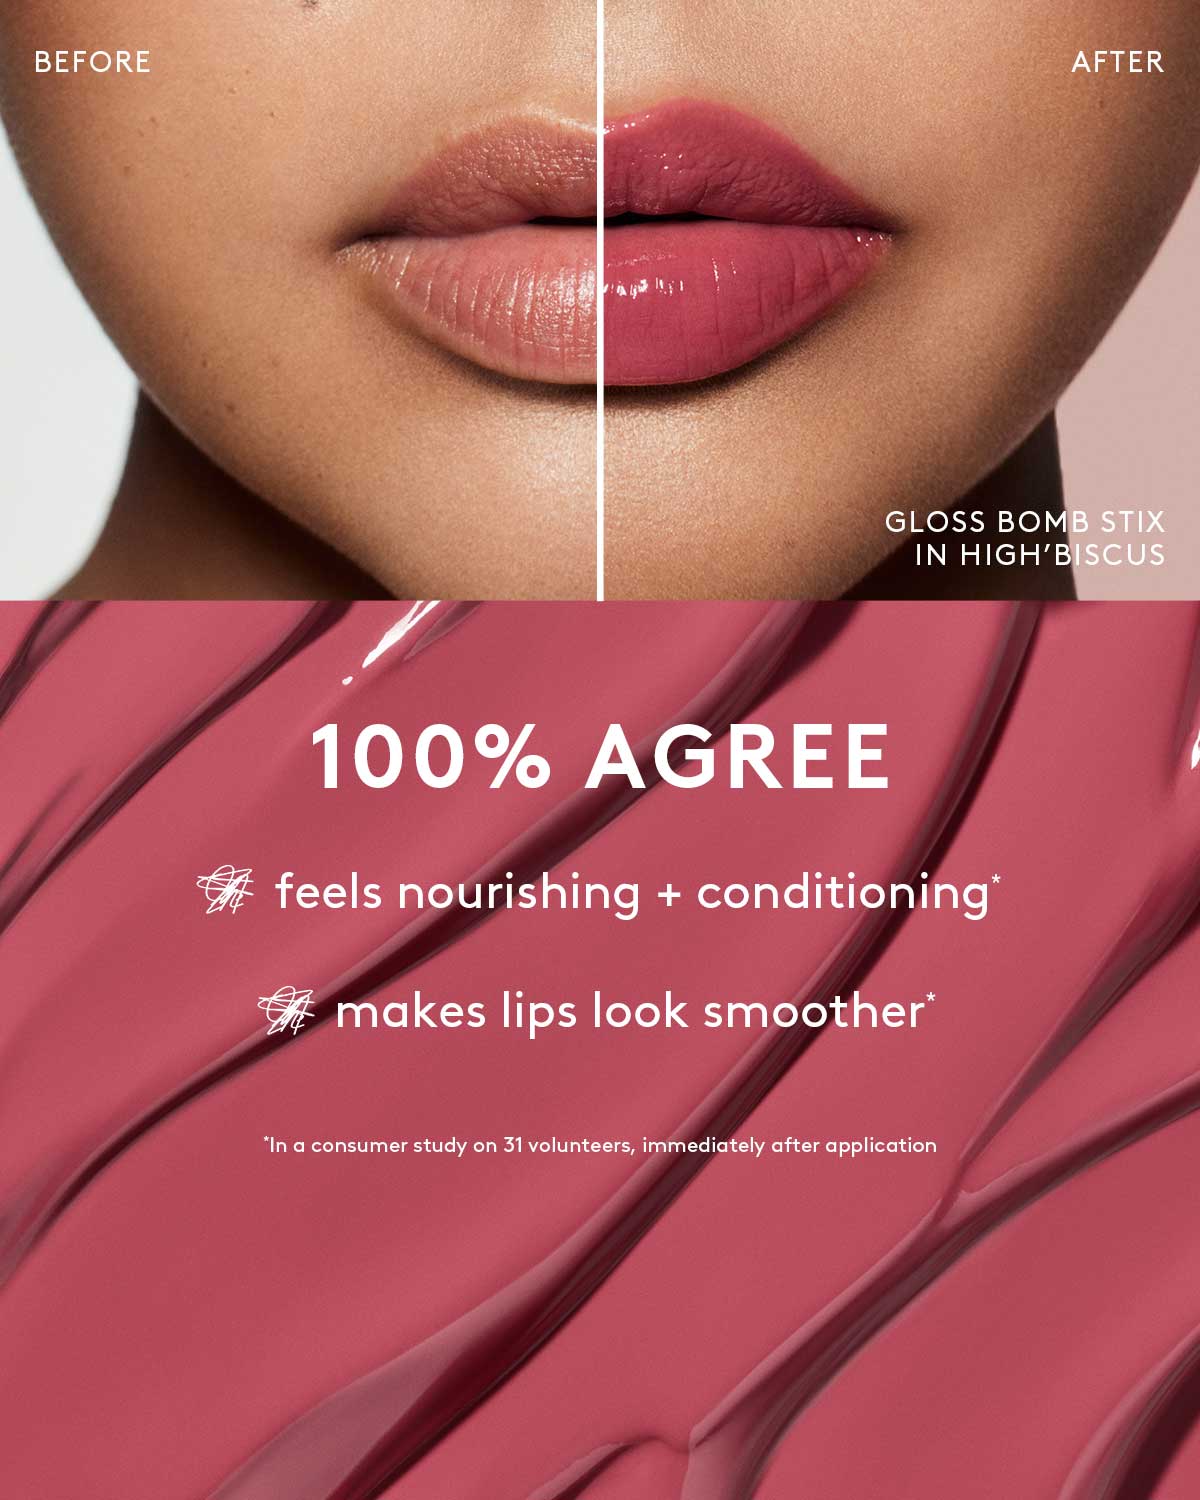 BEFORE
AFTER
GLOSS BOMB STIX
IN HIGH'BISCUS
100% AGREE
feels nourishing + conditioning*
makes lips look smoother*
*In a consumer study on 31 volunteers, immediately after application